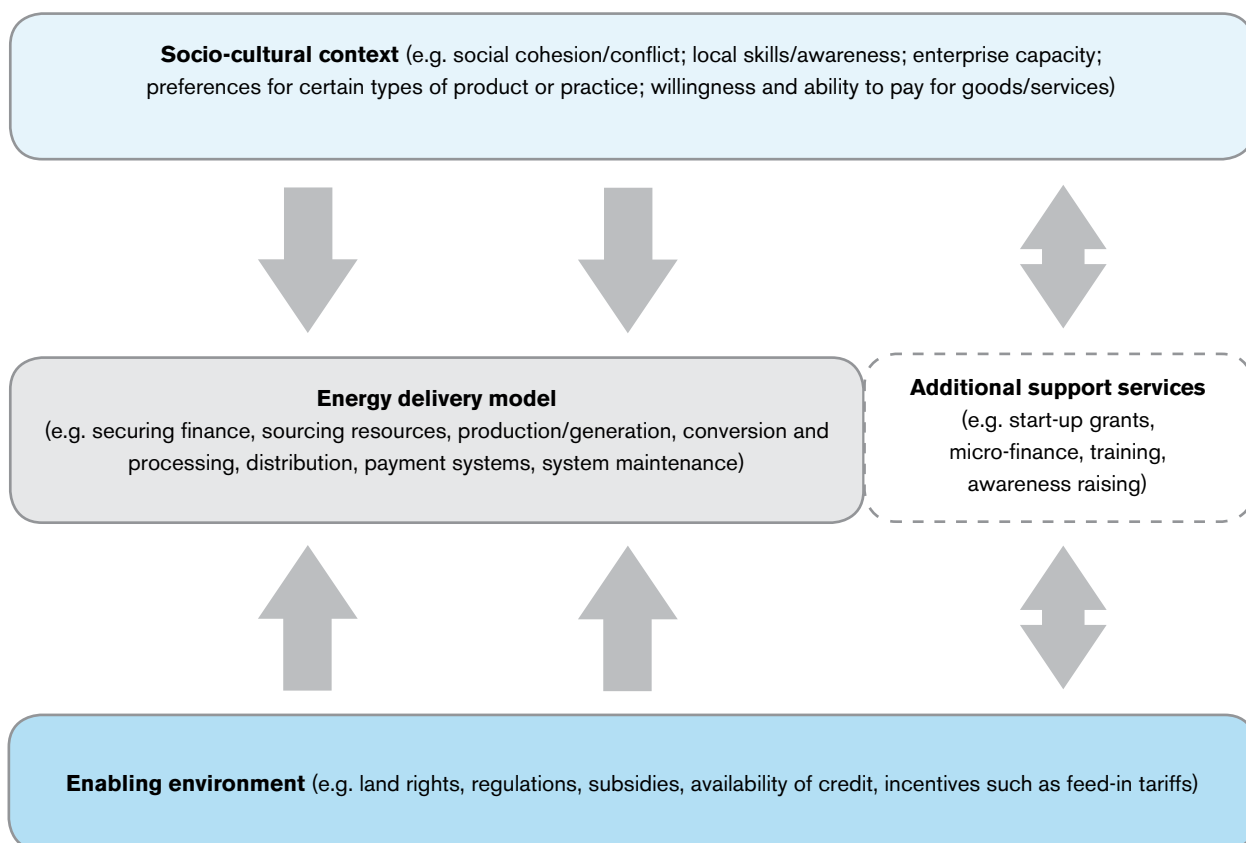 Socio-cultural context (e.g. social cohesion/conflict; local skills/awareness; enterprise capacity;
preferences for certain types of product or practice; willingness and ability to pay for goods/services)
Energy delivery model
(e.g. securing finance, sourcing resources, production/generation, conversion and
processing, distribution, payment systems, system maintenance)
Additional support services
(e.g. start-up grants,
micro-finance, training,
awareness raising)
Enabling environment (e.g. land rights, regulations, subsidies, availability of credit, incentives such as feed-in tariffs)